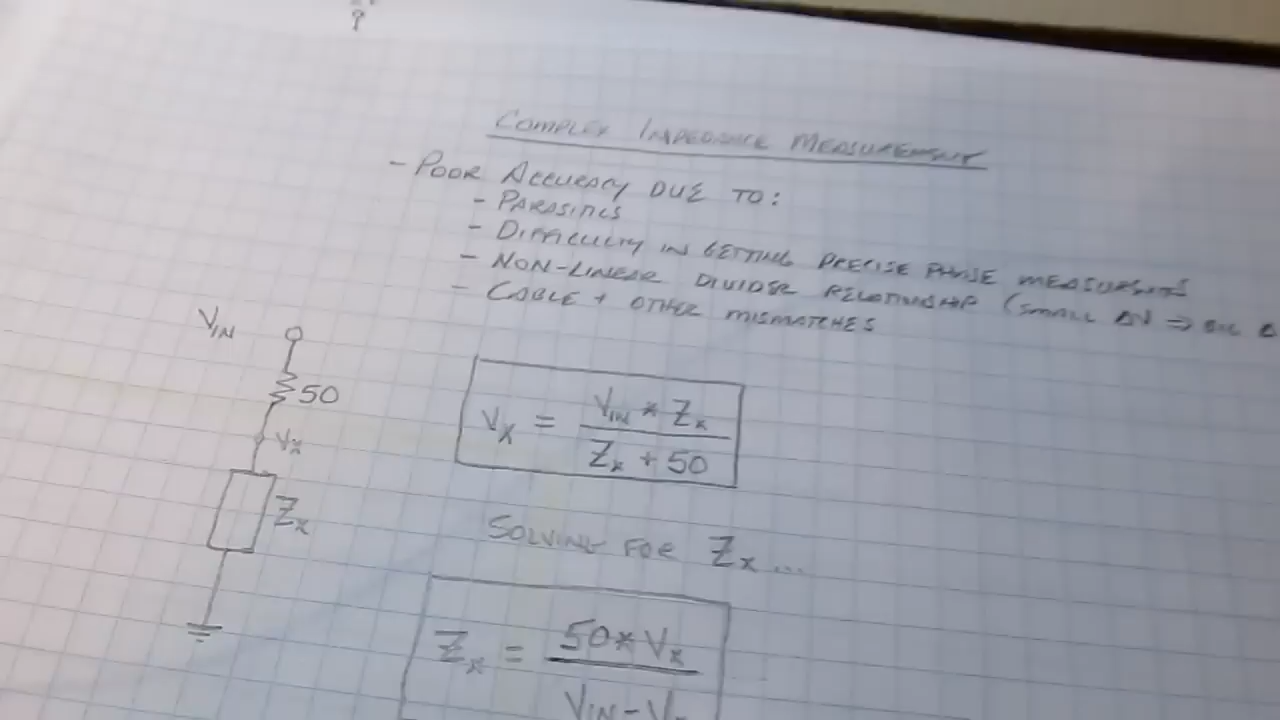 ?
COMPLEX IMPEDANCE MEASUREMENT
- POOR ACCURACY DUE TO:
- PARASITICS
- DIFFICULTY IN GETTING PRECISE PHASE MEASUREMENTS
- NON-LINEAR DIVIDER RELATIONSHIP (SMALL ΔV ⇒
- CABLE + OTHER MISMATCHES
VIN
50
Vx
Zx
Vx = VIN * Zx
Zx + 50
SOLVING FOR Zx...
Zx = 50 * Vx
VIN - V